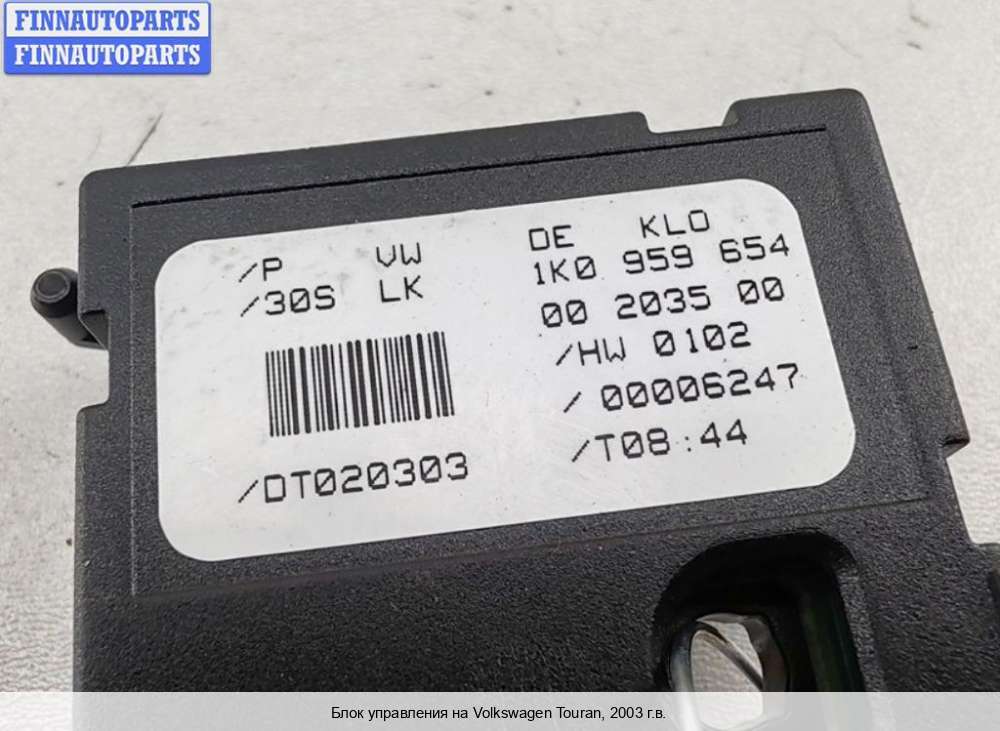 FINNAUTOPARTS
FINNAUTOPARTS
/P VW DE KLO
/30S LK 1K0 959 654
00 2035 00
/HW 0102
/ 00006247
/DT020303 /T08:44
Блок управления на Volkswagen Touran, 2003 г.в.